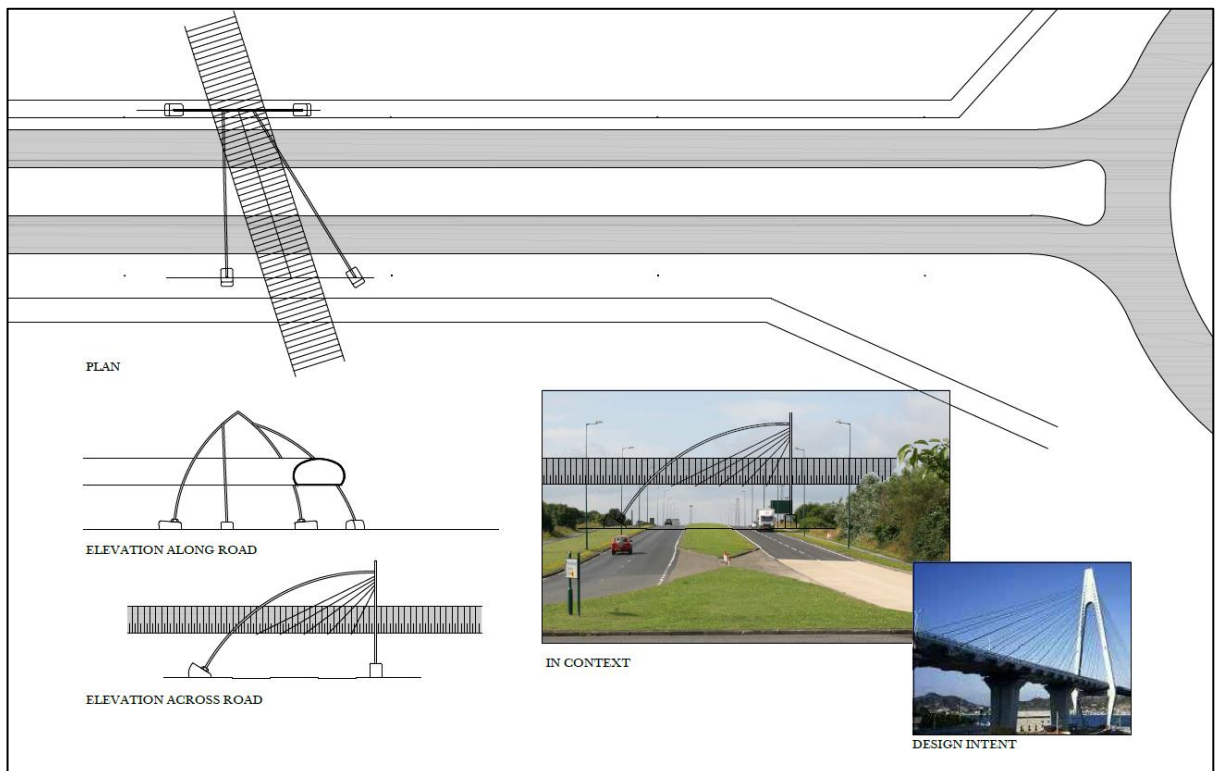 PLAN
ELEVATION ALONG ROAD
ELEVATION ACROSS ROAD
IN CONTEXT
DESIGN INTENT